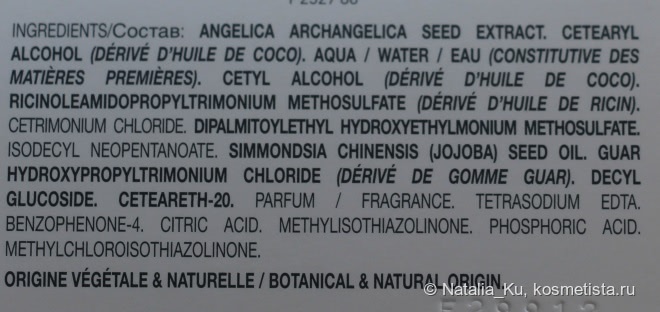 INGREDIENTS/Состав: ANGELICA ARCHANGELICA SEED EXTRACT. CETEARYL
ALCOHOL (DÉRIVÉ D'HUILE DE COCO). AQUA / WATER / EAU (CONSTITUTIVE DES
MATIÈRES PREMIÈRES). CETYL ALCOHOL (DÉRIVÉ D'HUILE DE COCO).
RICINOLEAMIDOPROPYLTRIMONIUM METHOSULFATE (DÉRIVÉ D'HUILE DE RICIN).
CETRIMONIUM CHLORIDE. DIPALMITOYLETHYL HYDROXYETHYLMONIUM METHOSULFATE.
ISODECYL NEOPENTANOATE. SIMMONDSIA CHINENSIS (JOJOBA) SEED OIL. GUAR
HYDROXYPROPYLTRIMONIUM CHLORIDE (DÉRIVÉ DE GOMME GUAR). DECYL
GLUCOSIDE. CETEARETH-20. PARFUM / FRAGRANCE. TETRASODIUM EDTA.
BENZOPHENONE-4. CITRIC ACID. METHYLISOTHIAZOLINONE. PHOSPHORIC ACID.
METHYLCHLOROISOTHIAZOLINONE.
ORIGINE VÉGÉTALE & NATURELLE / BOTANICAL & NATURAL ORIGIN.
© Natalia_Ku, kosmetista.ru